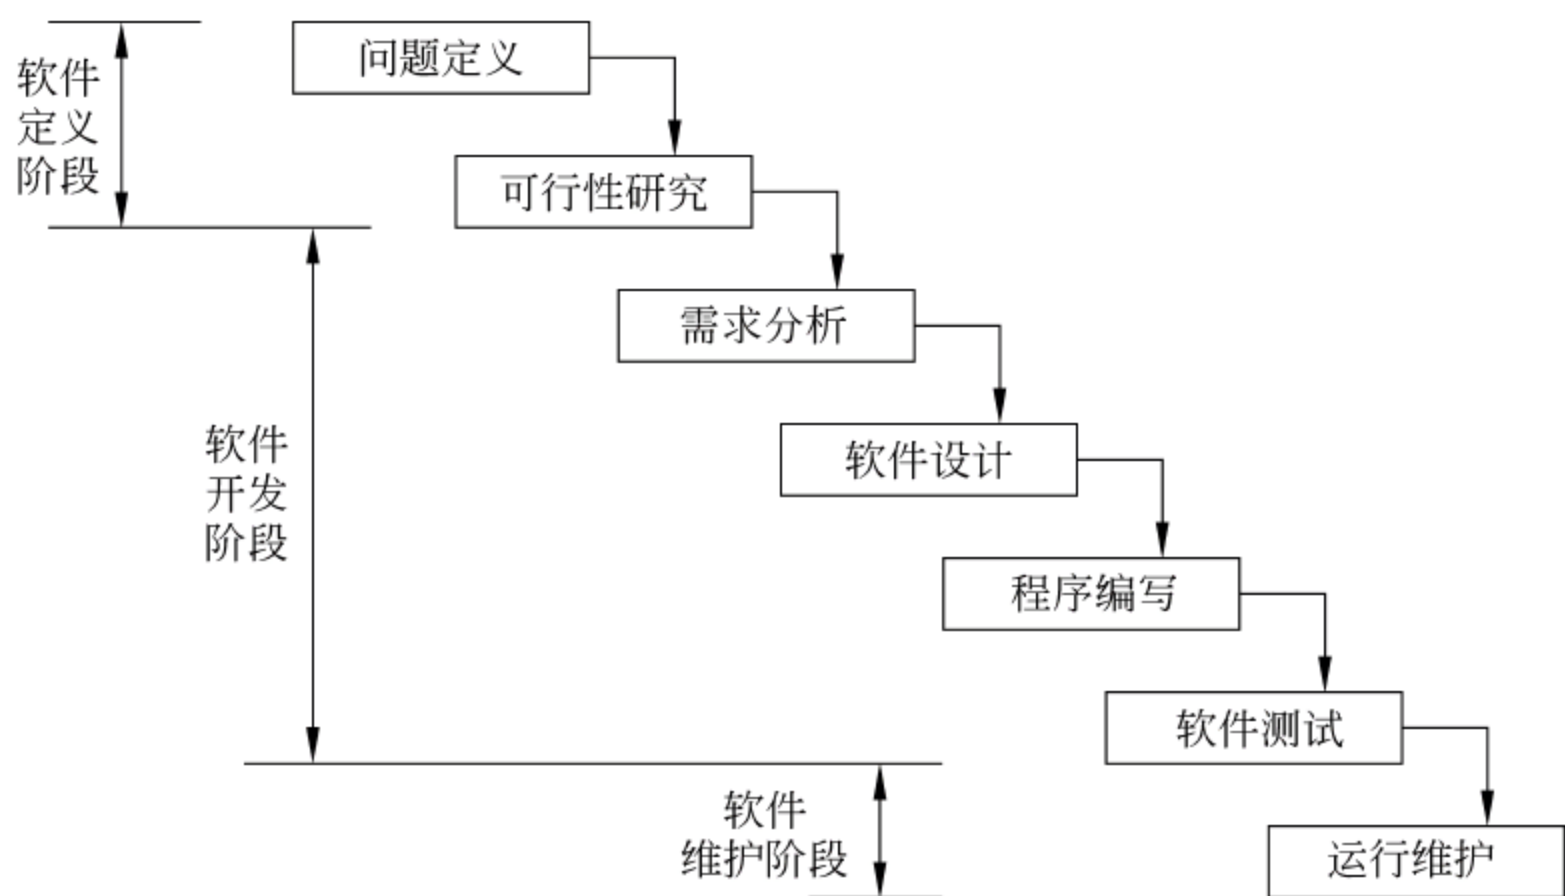 问题定义
软件
定义
阶段
可行性研究
需求分析
软件
开发
阶段
软件设计
程序编写
软件测试
软件
维护阶段
运行维护